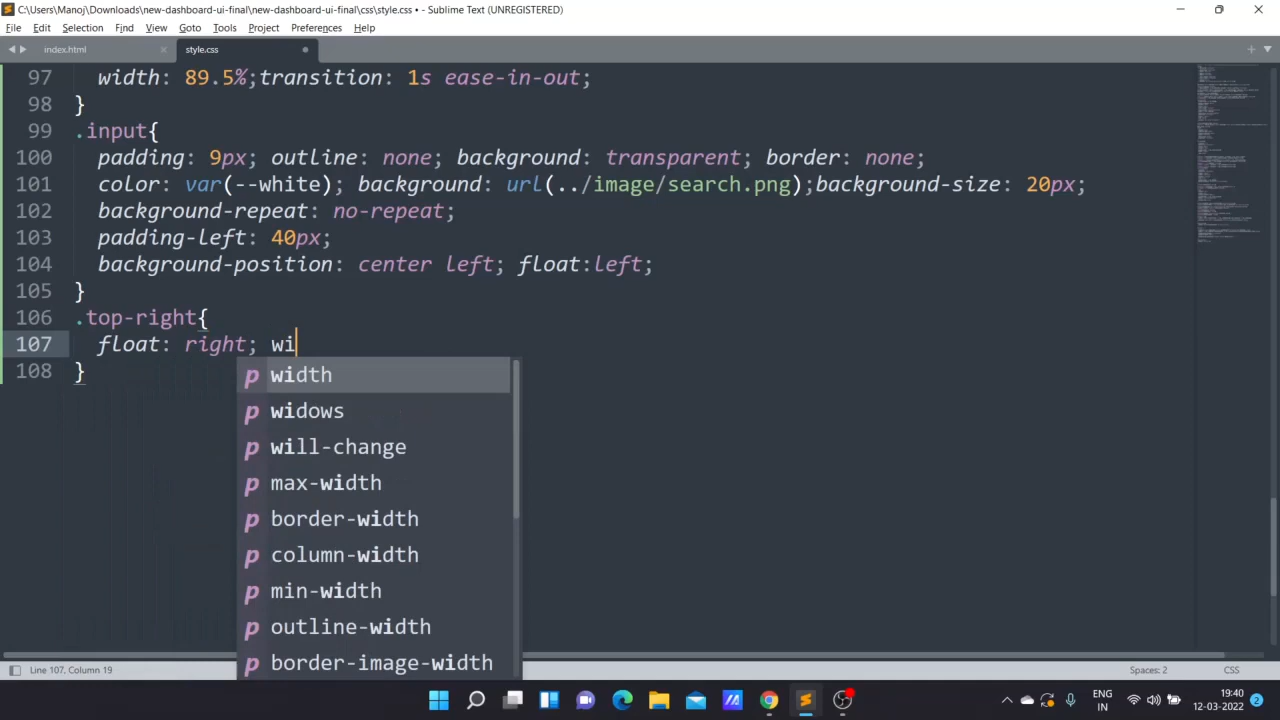 C:\Users\Manoj\Downloads\new-dashboard-ui-final\new-dashboard-ui-final\css\style.css • - Sublime Text (UNREGISTERED)
File Edit Selection Find View Goto Tools Project Preferences Help
index.html style.css
97 width: 89.5%;transition: 1s ease-in-out;
98 }
99 .input{
100 padding: 9px; outline: none; background: transparent; border: none;
101 color: var(--white); background: url(../image/search.png);background-size: 20px;
102 background-repeat: no-repeat;
103 padding-left: 40px;
104 background-position: center left; float:left;
105 }
106 .top-right{
107 float: right; wi
108 }
p width
p widows
p will-change
p max-width
p border-width
p column-width
p min-width
p outline-width
p border-image-width
Line 107, Column 19 Spaces: 2 CSS
ENG
IN
19:40
12-03-2022
2